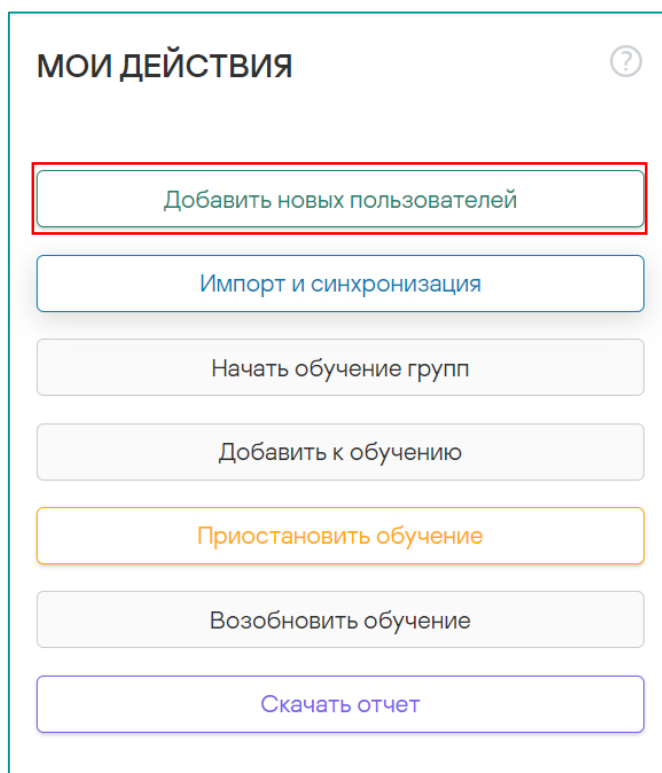 МОИ ДЕЙСТВИЯ ?
Добавить новых пользователей
Импорт и синхронизация
Начать обучение групп
Добавить к обучению
Приостановить обучение
Возобновить обучение
Скачать отчет